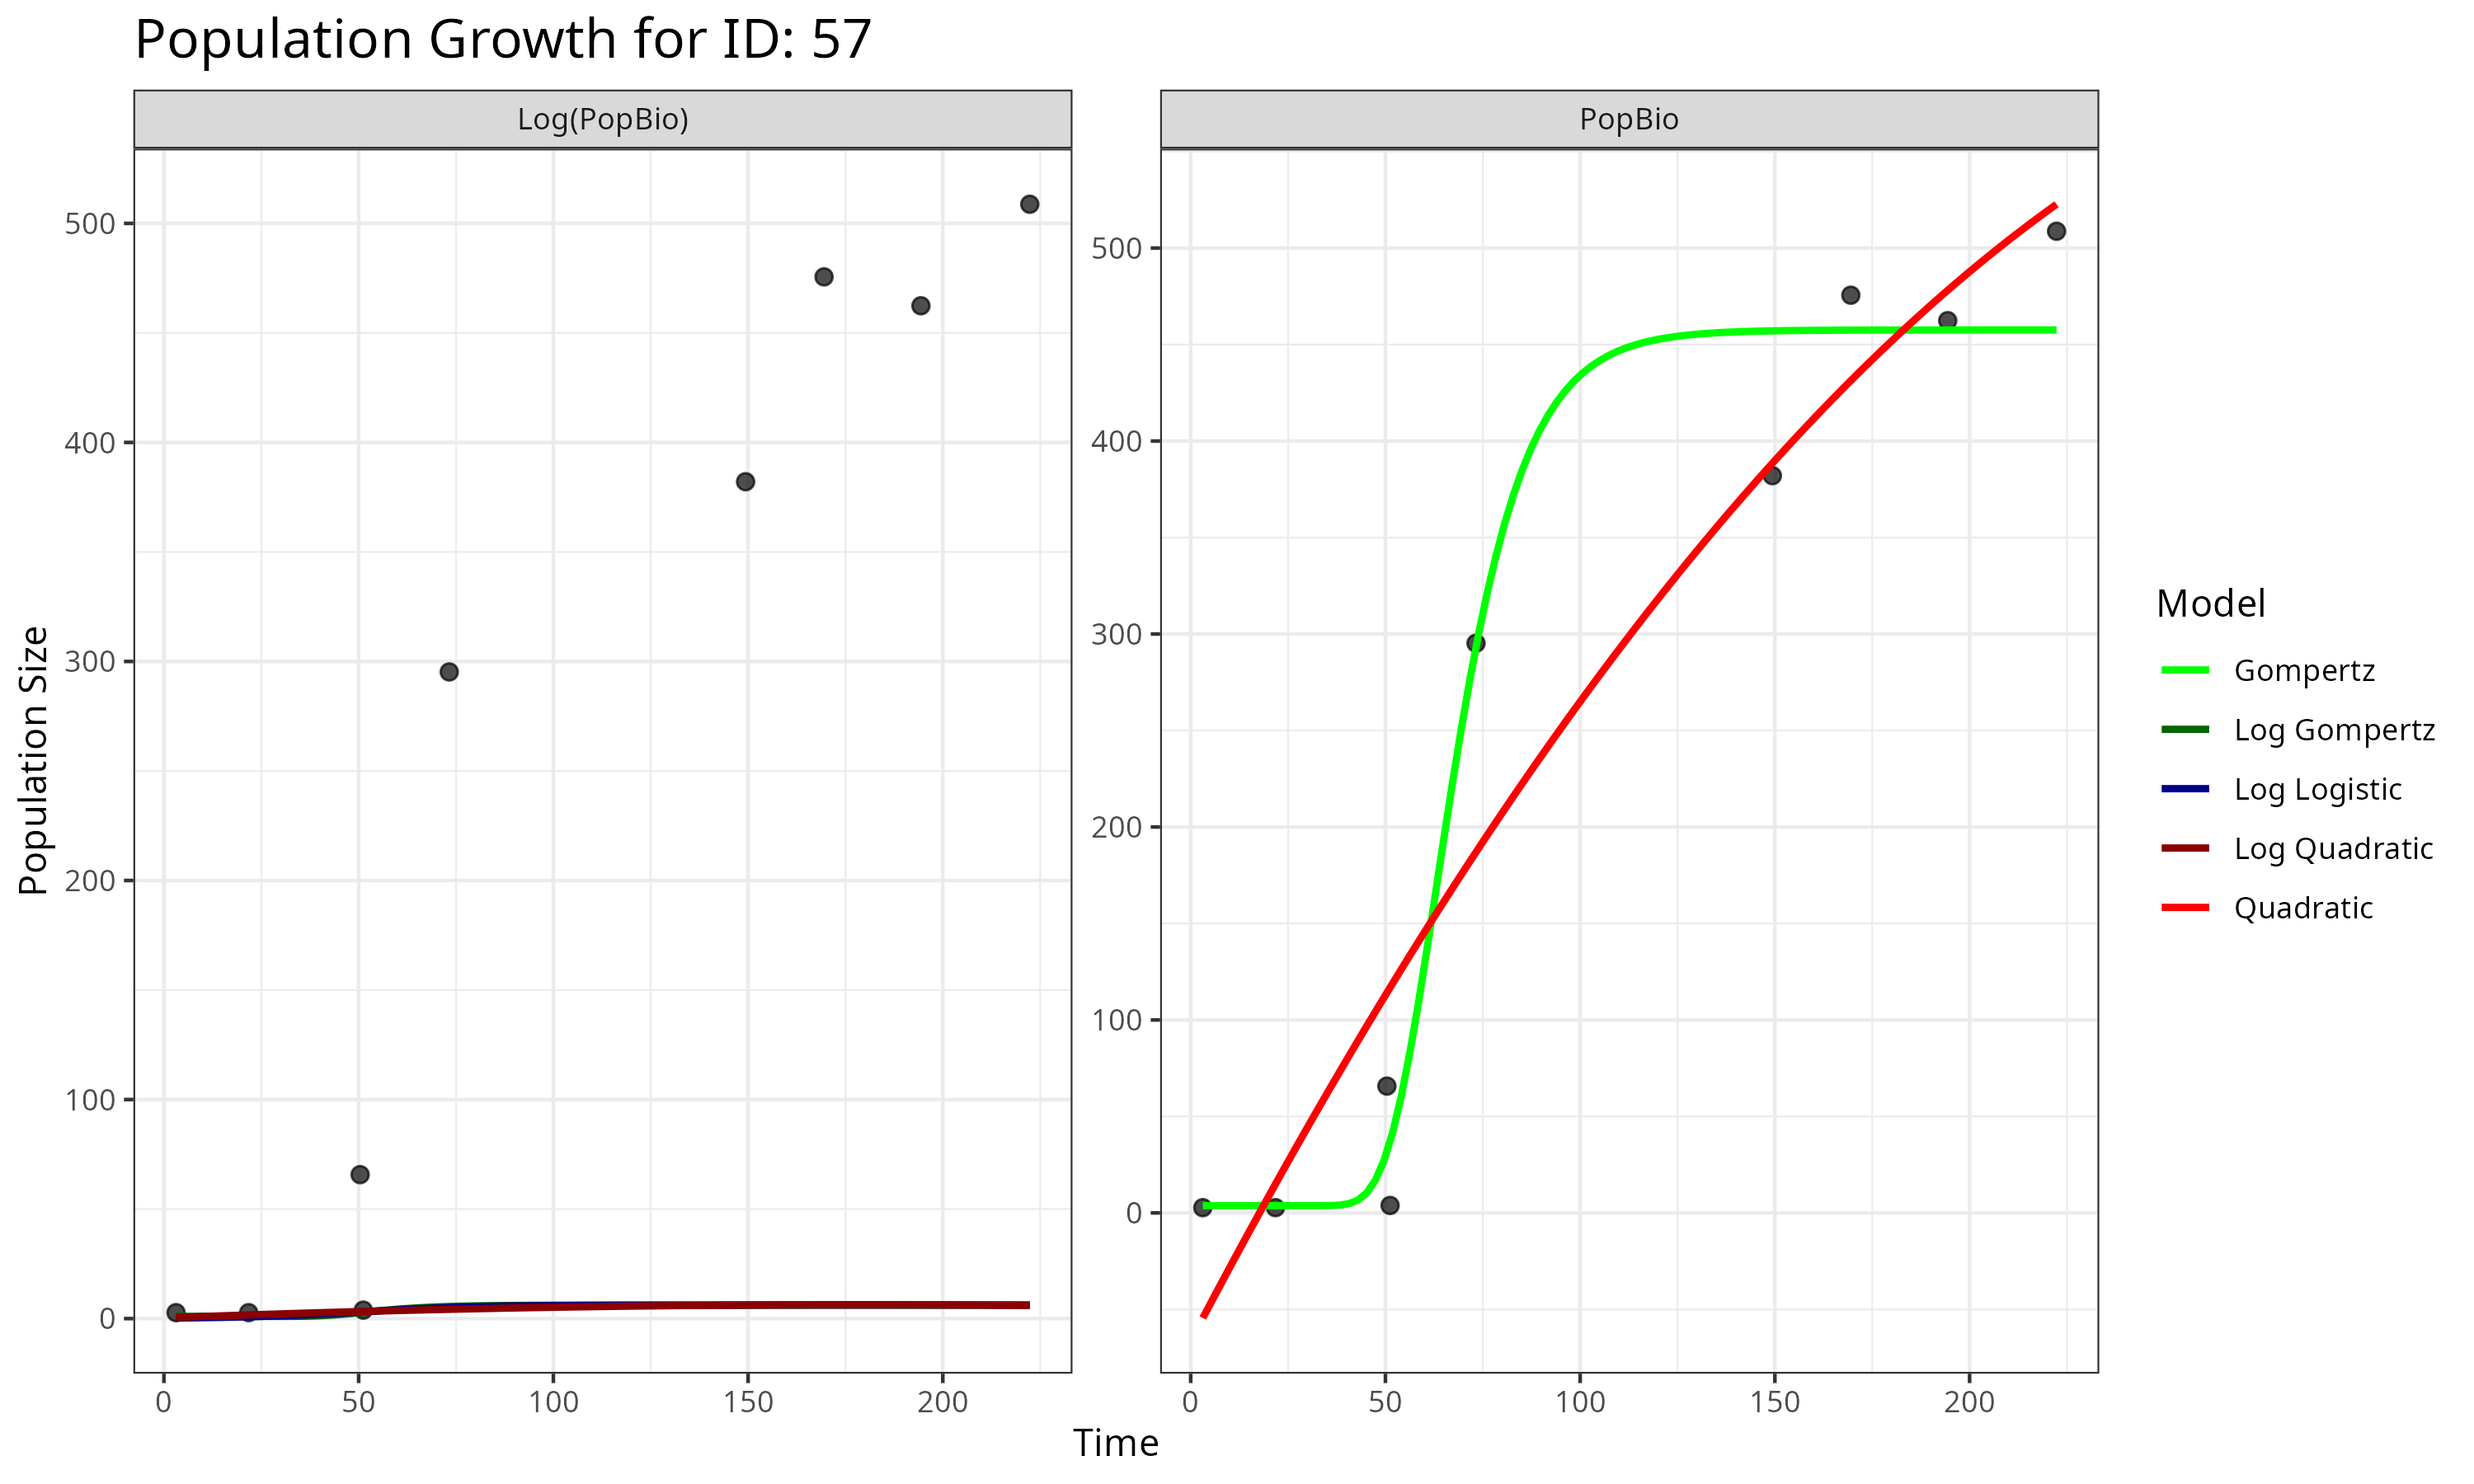 Population Growth for ID: 57
Log(PopBio)
PopBio
Population Size
500
400
300
200
100
0
500
400
300
200
100
0
0
50
100
150
200
0
50
100
150
200
Time
Model
Gompertz
Log Gompertz
Log Logistic
Log Quadratic
Quadratic